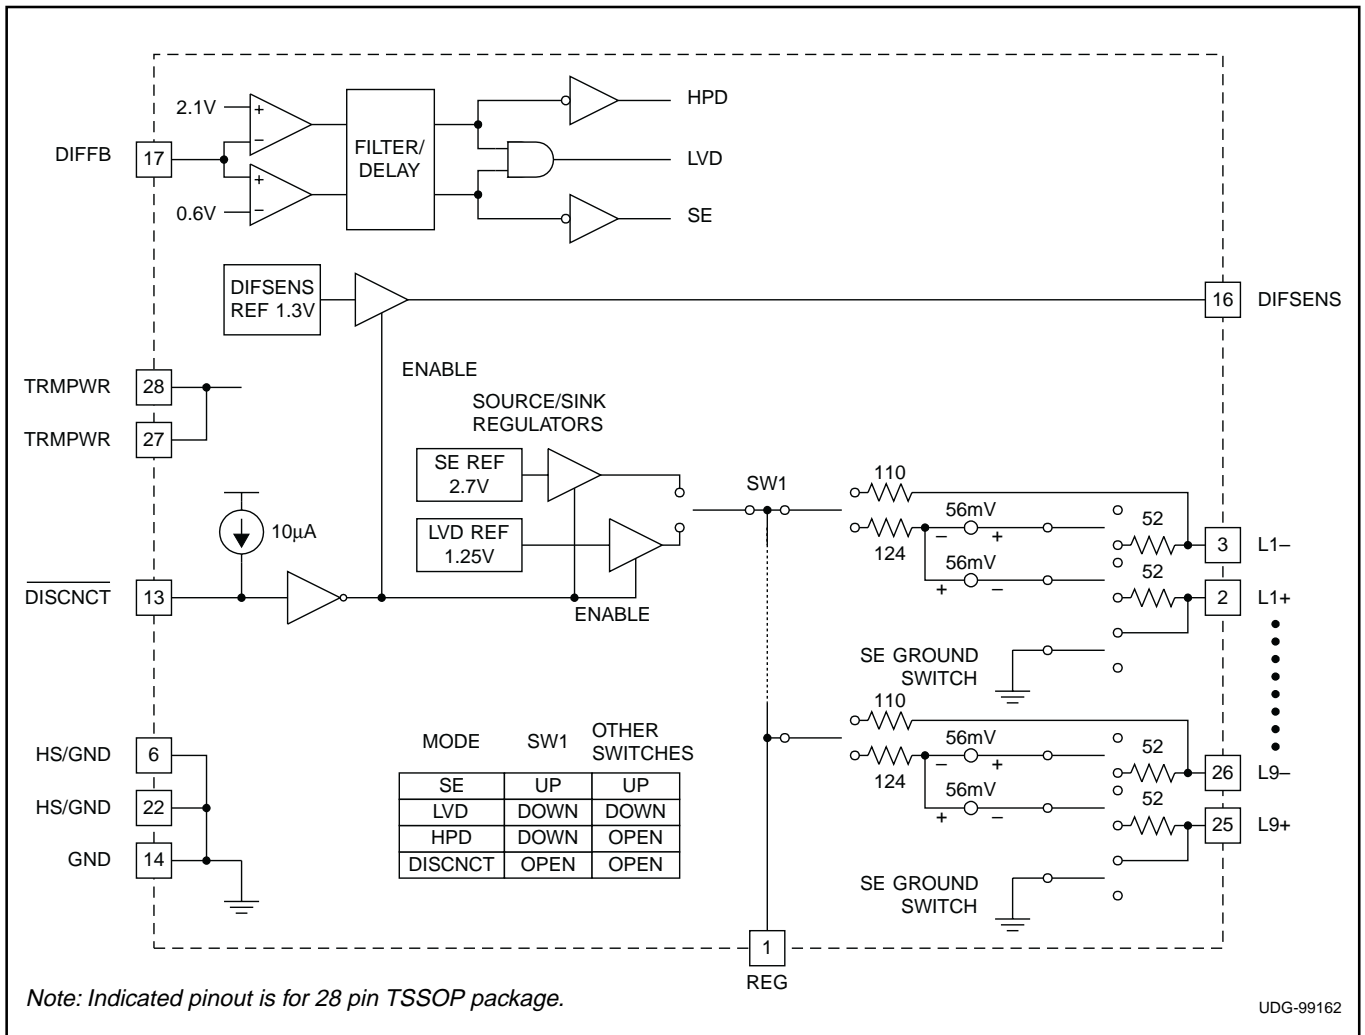 2.1V
+
−
HPD
DIFFB
17
FILTER/
DELAY
LVD
+
−
0.6V
SE
DIFSENS
REF 1.3V
16
DIFSENS
ENABLE
TRMPWR
28
TRMPWR
27
SOURCE/SINK
REGULATORS
SE REF
2.7V
LVD REF
1.25V
SW1
110
56mV
124
− +
56mV
+ −
52
3
L1–
52
2
L1+
10µA
DISCNCT
13
ENABLE
SE GROUND
SWITCH
110
56mV
124
− +
56mV
+ −
52
26
L9–
52
25
L9+
SE GROUND
SWITCH
HS/GND
6
HS/GND
22
GND
14
MODE SW1 OTHER
SWITCHES
SE UP UP
LVD DOWN DOWN
HPD DOWN OPEN
DISCNCT OPEN OPEN
1
REG
Note: Indicated pinout is for 28 pin TSSOP package.
UDG-99162